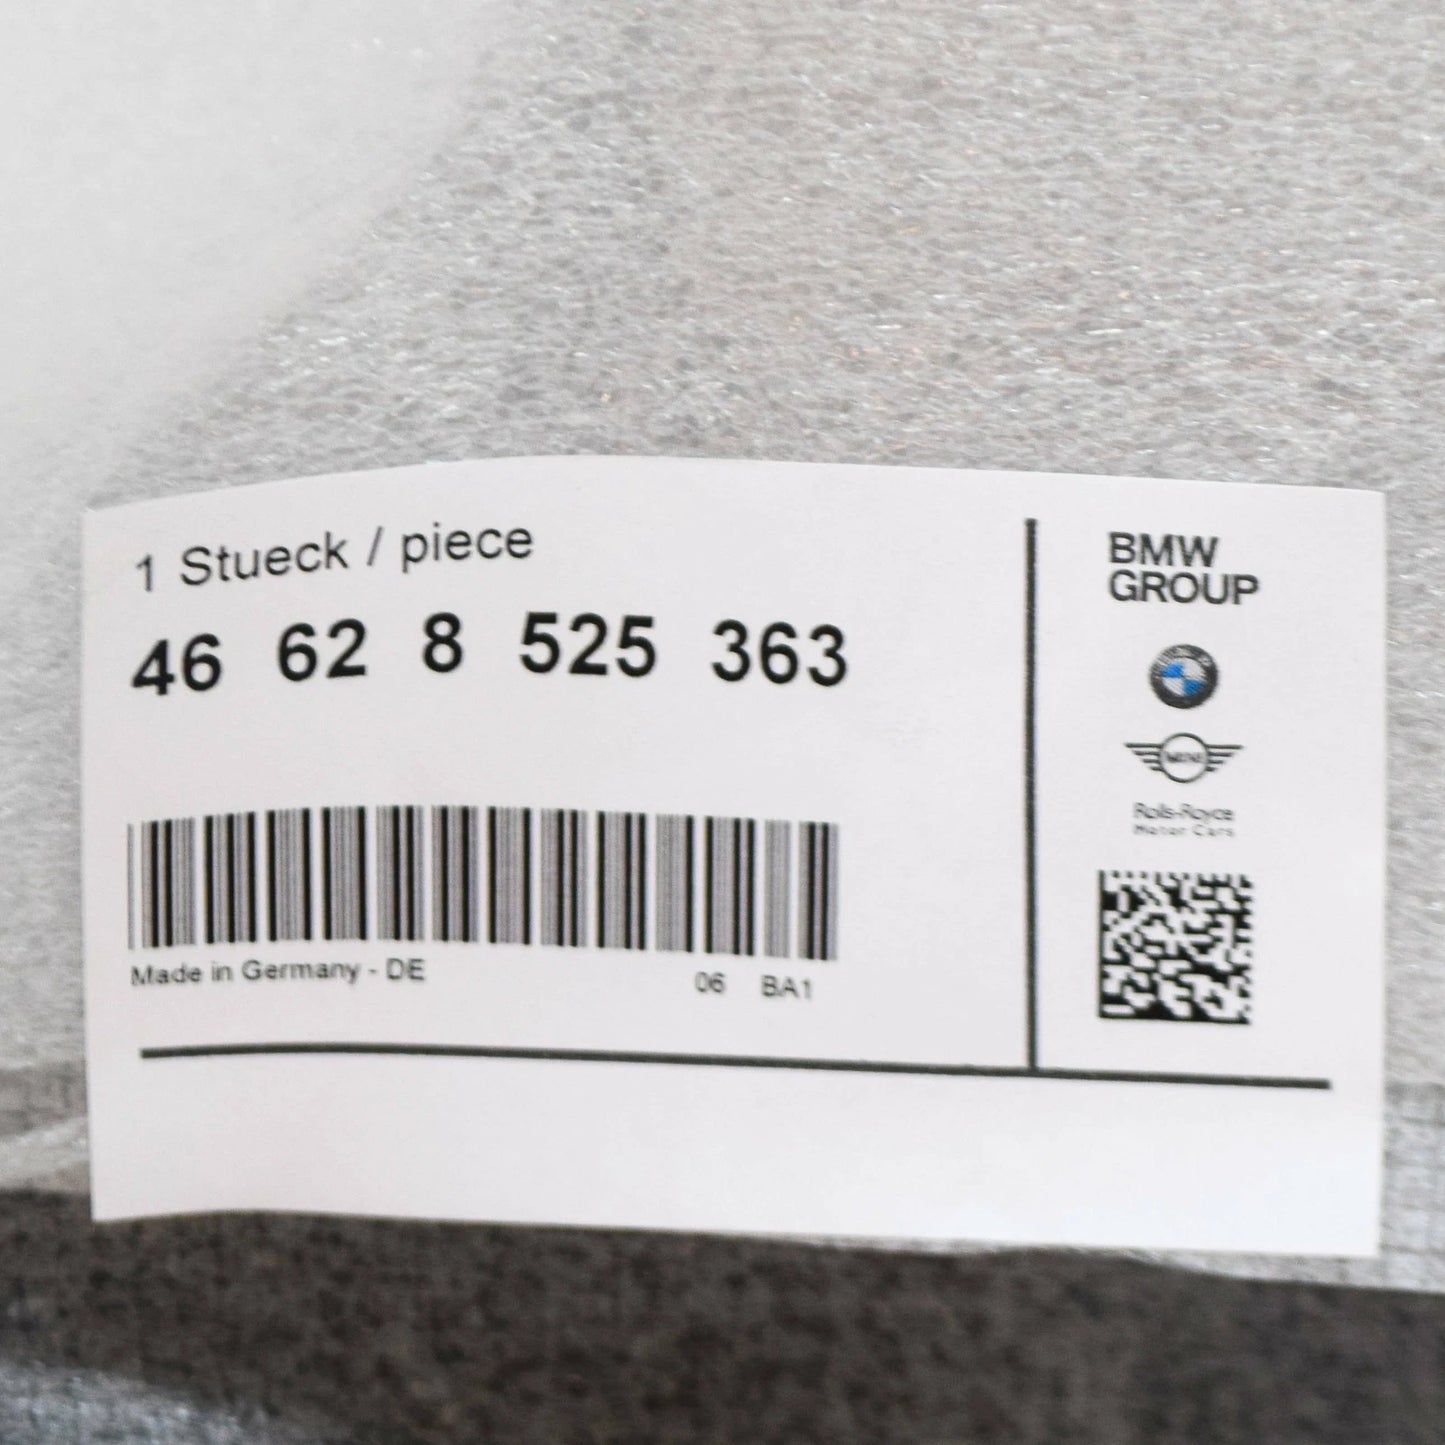 1 Stueck / piece
46 62 8 525 363
Made in Germany - DE
06 BA1
BMW
GROUP
MINI
Rolls-Royce
Motor Cars